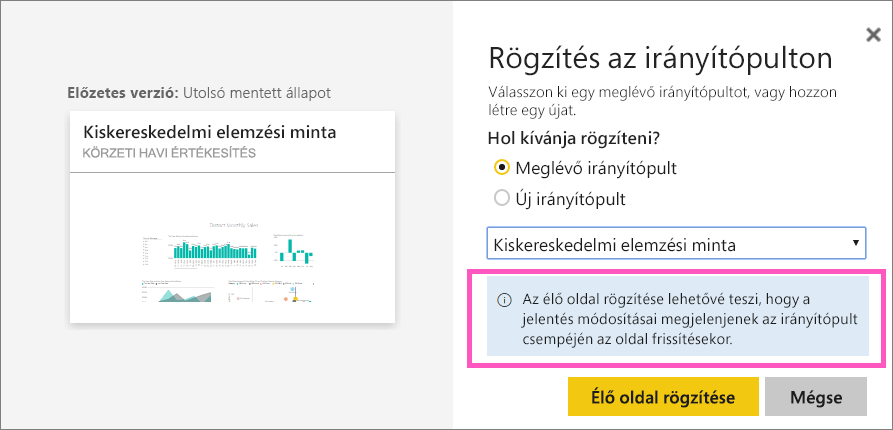 Előzetes verzió: Utolsó mentett állapot
Kiskereskedelmi elemzési minta
KÖRZETI HAVI ÉRTÉKESÍTÉS
Rögzítés az irányítópulton
Válasszon ki egy meglévő irányítópultot, vagy hozzon
létre egy újat.
Hol kívánja rögzíteni?
Meglévő irányítópult
Új irányítópult
Kiskereskedelmi elemzési minta
Az élő oldal rögzítése lehetővé teszi, hogy a
jelentés módosításai megjelenjenek az irányítópult
csempéjén az oldal frissítésekor.
Élő oldal rögzítése
Mégse